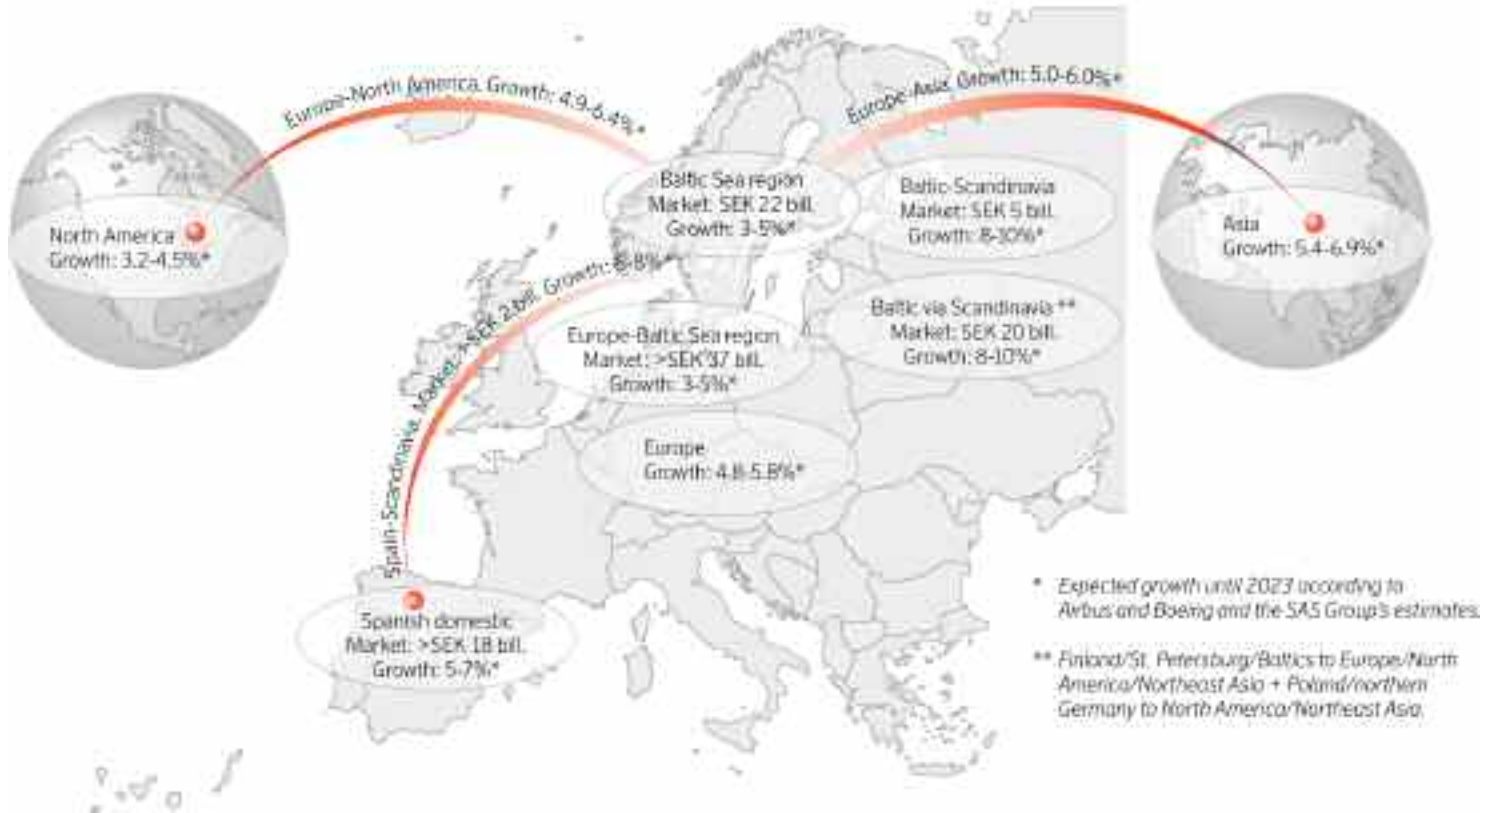 Europe-North America, Growth: 4.9-6.4%*
Europe-Asia, Growth: 5.0-6.0%*
North America
Growth: 3.2-4.5%*
Baltic Sea region
Market: SEK 22 bill.
Growth: 3-5%*
Baltic-Scandinavia
Market: SEK 5 bill.
Growth: 8-10%*
Asia
Growth: 5.4-6.9%*
Spain-Scandinavia, Market: >SEK 2 bill. Growth: 6-8%*
Europe-Baltic Sea region
Market: >SEK 37 bill.
Growth: 3-5%*
Baltic via Scandinavia **
Market: SEK 20 bill.
Growth: 8-10%*
Europe
Growth: 4.8-5.8%*
Spanish domestic
Market: >SEK 18 bill.
Growth: 5-7%*
* Expected growth until 2023 according to
Airbus and Boeing and the SAS Group's estimates.
** Finland/St. Petersburg/Baltics to Europe/North
America/Northeast Asia + Poland/northern
Germany to North America/Northeast Asia.